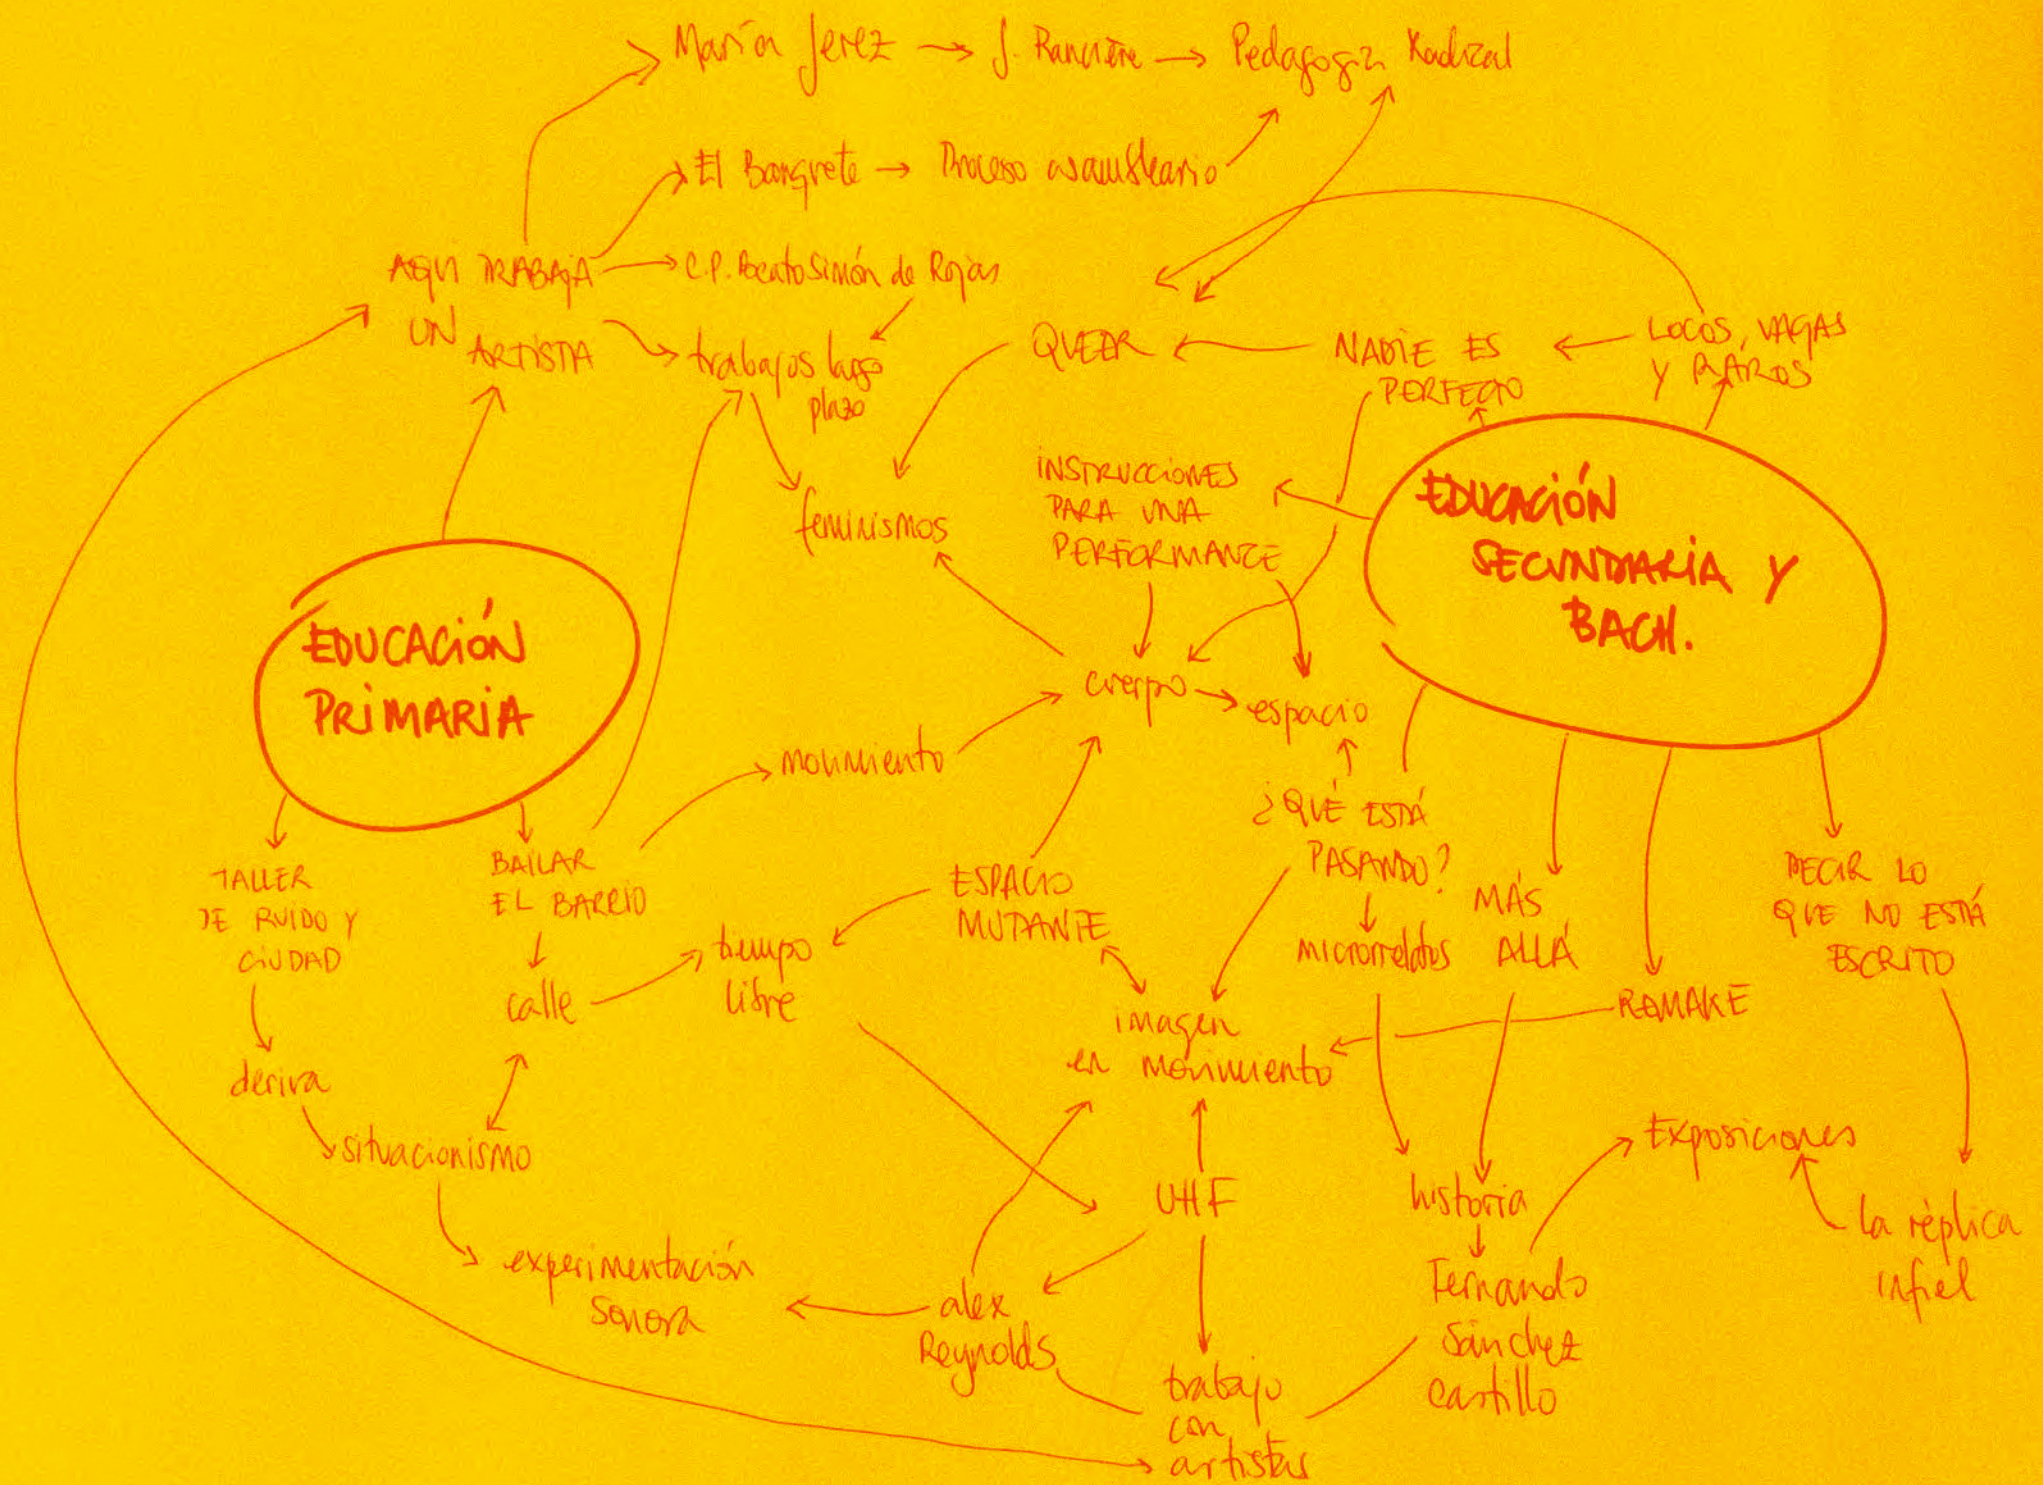 María Jerez → J. Rancière → Pedagogía Radical
El Banquete → Proceso asambleario
AQUÍ TRABAJA
UN
ARTISTA
C.P. Beato Simón de Rojas
trabajos largo
plazo
QUEER
NADIE ES
PERFECTO
LOCOS, VAGAS
Y RAROS
feminismos
INSTRUCCIONES
PARA UNA
PERFORMANCE
EDUCACIÓN
SECUNDARIA Y
BACH.
EDUCACIÓN
PRIMARIA
cuerpo
espacio
movimiento
¿QUÉ ESTÁ
PASANDO?
TALLER
DE RUIDO Y
CIUDAD
BAILAR
EL BARRIO
ESPACIO
MUTANTE
microrrelatos
MÁS
ALLÁ
DECIR LO
QUE NO ESTÁ
ESCRITO
tiempo
libre
calle
imagen
en movimiento
REMAKE
deriva
situacionismo
Exposiciones
UHF
historia
la réplica
infiel
experimentación
sonora
alex
Reynolds
Fernando
Sánchez
Castillo
trabajo
con
artistas